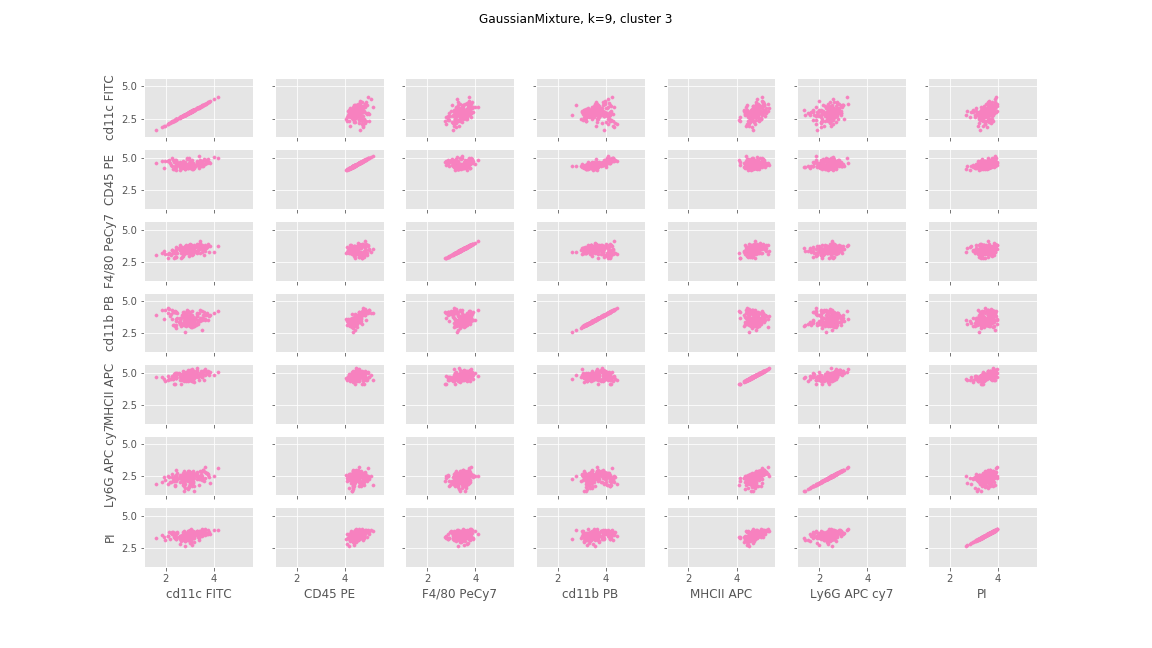 GaussianMixture, k=9, cluster 3
cd11c FITC
5.0
2.5
CD45 PE
5.0
2.5
F4/80 PeCy7
5.0
2.5
cd11b PB
5.0
2.5
MHCII APC
5.0
2.5
Ly6G APC cy7
5.0
2.5
PI
5.0
2.5
2 4 2 4 2 4 2 4 2 4 2 4 2 4
cd11c FITC CD45 PE F4/80 PeCy7 cd11b PB MHCII APC Ly6G APC cy7 PI